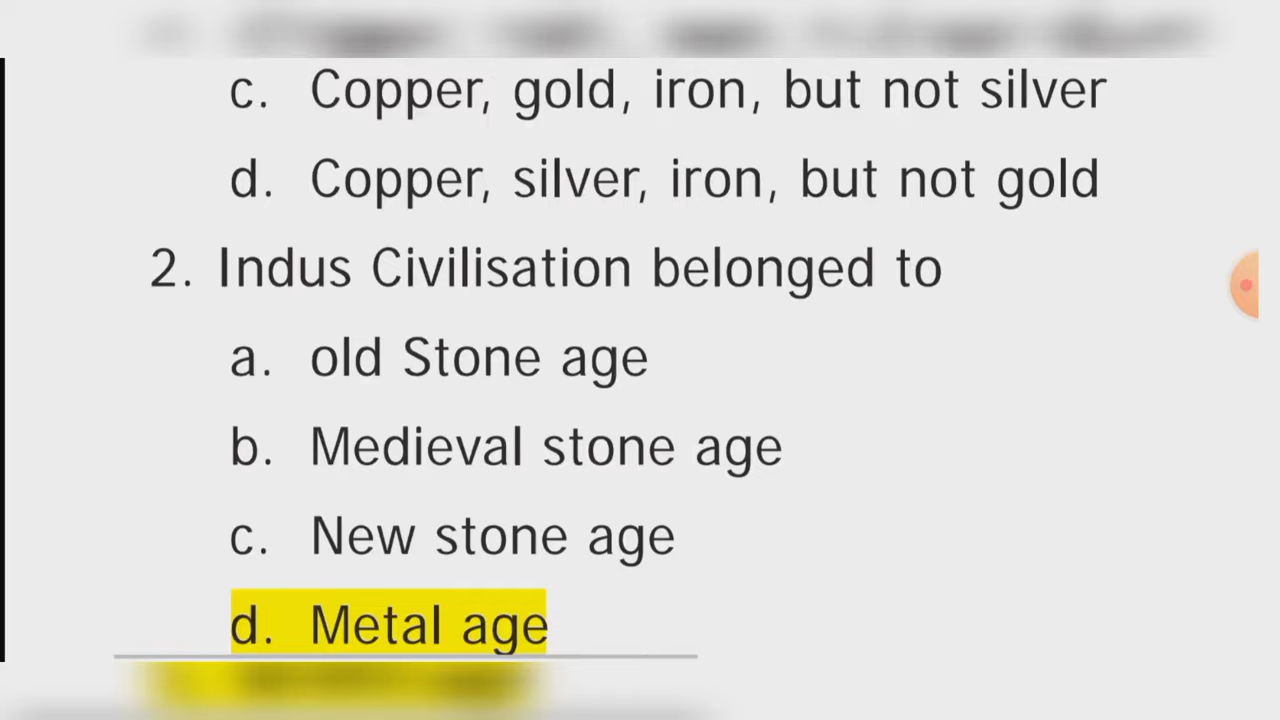 c. Copper, gold, iron, but not silver
d. Copper, silver, iron, but not gold
2. Indus Civilisation belonged to
a. old Stone age
b. Medieval stone age
c. New stone age
d. Metal age